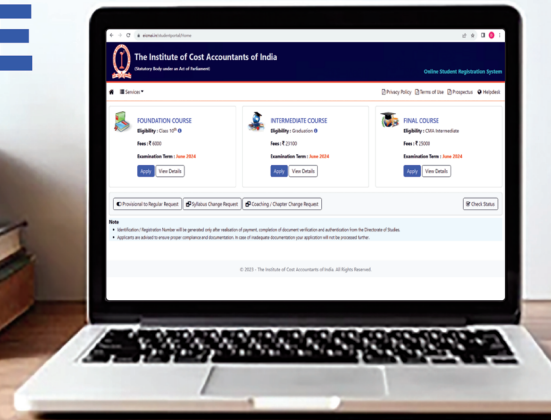 eicmai.in/studentportal/Home
The Institute of Cost Accountants of India
(Statutory Body under an Act of Parliament)
Online Student Registration System
Services
Privacy Policy Terms of Use Prospectus Helpdesk
FOUNDATION COURSE
Eligibility : Class 10th
Fees : ₹ 6000
Examination Term : June 2024
Apply View Details
INTERMEDIATE COURSE
Eligibility : Graduation
Fees : ₹ 23100
Examination Term : June 2024
Apply View Details
FINAL COURSE
Eligibility : CMA Intermediate
Fees : ₹ 25000
Examination Term : June 2024
Apply View Details
Provisional to Regular Request Syllabus Change Request Coaching / Chapter Change Request Check Status
Note
Identification / Registration Number will be generated only after realisation of payment, completion of document verification and authentication from the Directorate of Studies.
Applicants are advised to ensure proper compliance and documentation. In case of inadequate documentation your application will not be processed further.
© 2023 - The Institute of Cost Accountants of India. All Rights Reserved.